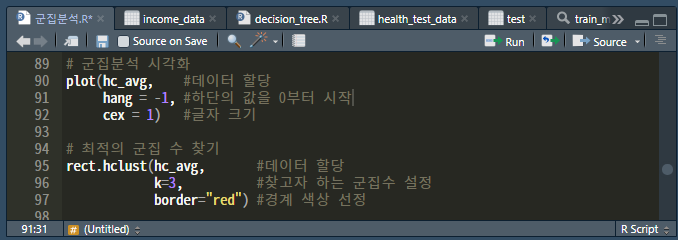 군집분석.R* × income_data × decision_tree.R × health_test_data × test × train_m
Source on Save Run Source
89 # 군집분석 시각화
90 plot(hc_avg, #데이터 할당
91 hang = -1, #하단의 값을 0부터 시작
92 cex = 1) #글자 크기
93
94 # 최적의 군집 수 찾기
95 rect.hclust(hc_avg, #데이터 할당
96 k=3, #찾고자 하는 군집수 설정
97 border="red") #경계 색상 선정
98
91:31 # (Untitled) R Script